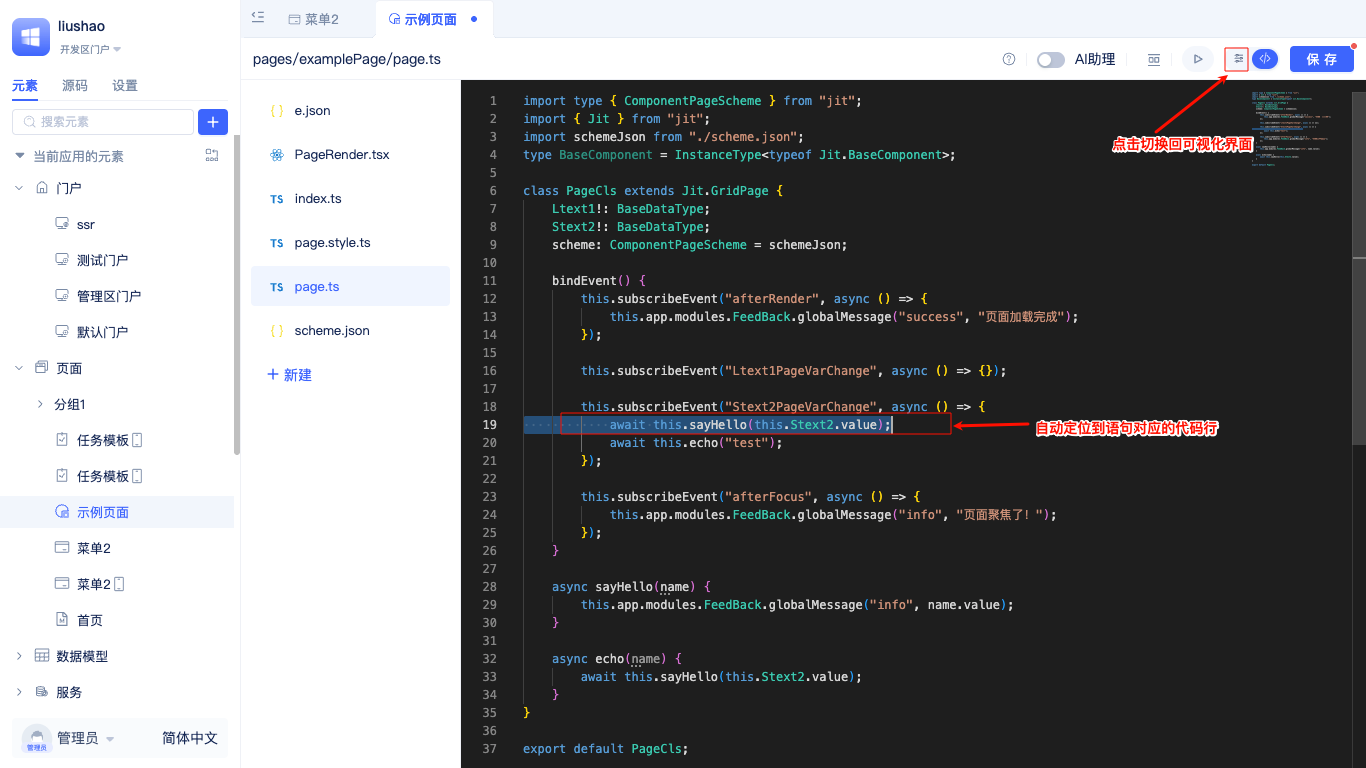 liushao
开发区门户
元素 源码 设置
搜索元素
当前应用的元素
门户
ssr
测试门户
管理区门户
默认门户
页面
分组1
任务模板
任务模板
示例页面
菜单2
菜单2
首页
数据模型
服务
管理员
管理员
简体中文
菜单2
示例页面
pages/examplePage/page.ts
AI助理
保 存
点击切换回可视化界面
{ } e.json
PageRender.tsx
TS index.ts
TS page.style.ts
TS page.ts
{ } scheme.json
+ 新建
1 import type { ComponentPageScheme } from "jit";
2 import { Jit } from "jit";
3 import schemeJson from "./scheme.json";
4 type BaseComponent = InstanceType<typeof Jit.BaseComponent>;
5
6 class PageCls extends Jit.GridPage {
7 Ltext1!: BaseDataType;
8 Stext2!: BaseDataType;
9 scheme: ComponentPageScheme = schemeJson;
10
11 bindEvent() {
12 this.subscribeEvent("afterRender", async () => {
13 this.app.modules.FeedBack.globalMessage("success", "页面加载完成");
14 });
15
16 this.subscribeEvent("Ltext1PageVarChange", async () => {});
17
18 this.subscribeEvent("Stext2PageVarChange", async () => {
19 await this.sayHello(this.Stext2.value);
自动定位到语句对应的代码行
20 await this.echo("test");
21 });
22
23 this.subscribeEvent("afterFocus", async () => {
24 this.app.modules.FeedBack.globalMessage("info", "页面聚焦了！");
25 });
26 }
27
28 async sayHello(name) {
29 this.app.modules.FeedBack.globalMessage("info", name.value);
30 }
31
32 async echo(name) {
33 await this.sayHello(this.Stext2.value);
34 }
35 }
36
37 export default PageCls;